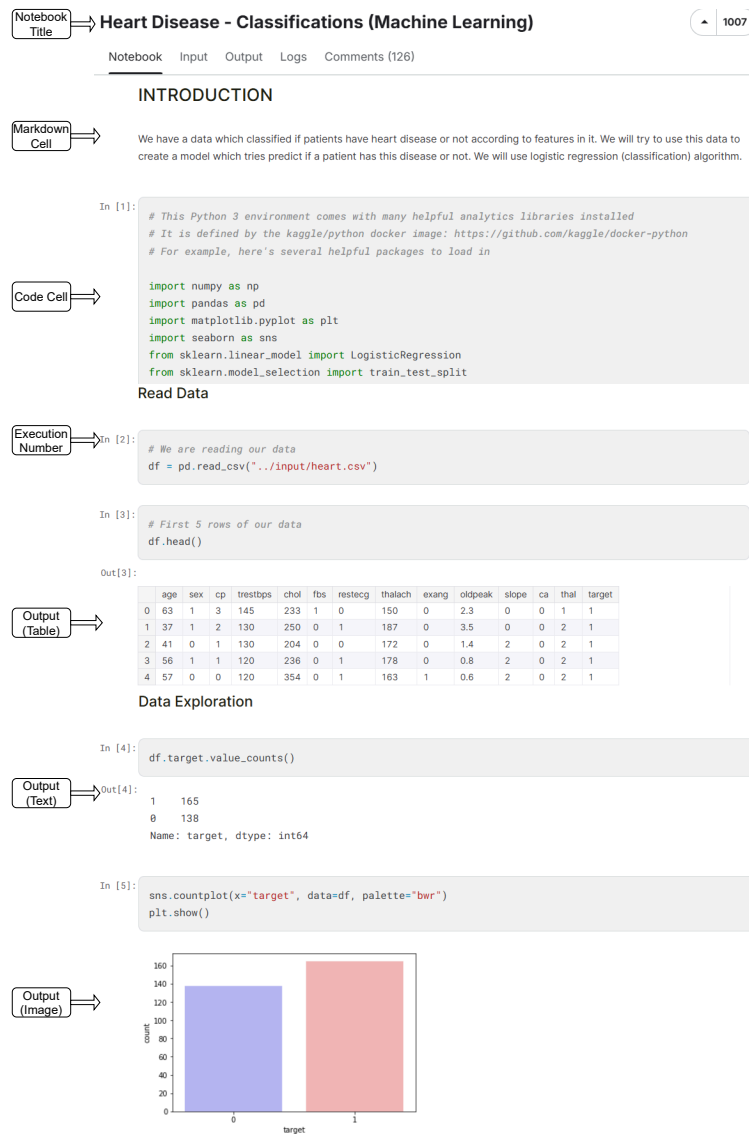 Notebook Title
Heart Disease - Classifications (Machine Learning)
1007
Notebook Input Output Logs Comments (126)
INTRODUCTION
Markdown Cell
We have a data which classified if patients have heart disease or not according to features in it. We will try to use this data to
create a model which tries predict if a patient has this disease or not. We will use logistic regression (classification) algorithm.
In [1]:
# This Python 3 environment comes with many helpful analytics libraries installed
# It is defined by the kaggle/python docker image: https://github.com/kaggle/docker-python
# For example, here's several helpful packages to load in
Code Cell
import numpy as np
import pandas as pd
import matplotlib.pyplot as plt
import seaborn as sns
from sklearn.linear_model import LogisticRegression
from sklearn.model_selection import train_test_split
Read Data
Execution Number
In [2]:
# We are reading our data
df = pd.read_csv("../input/heart.csv")
In [3]:
# First 5 rows of our data
df.head()
Out[3]:
age sex cp trestbps chol fbs restecg thalach exang oldpeak slope ca thal target
0 63 1 3 145 233 1 0 150 0 2.3 0 0 1 1
1 37 1 2 130 250 0 1 187 0 3.5 0 0 2 1
2 41 0 1 130 204 0 0 172 0 1.4 2 0 2 1
3 56 1 1 120 236 0 1 178 0 0.8 2 0 2 1
4 57 0 0 120 354 0 1 163 1 0.6 2 0 2 1
Output (Table)
Data Exploration
In [4]:
df.target.value_counts()
Output (Text)
Out[4]:
1 165
0 138
Name: target, dtype: int64
In [5]:
sns.countplot(x="target", data=df, palette="bwr")
plt.show()
Output (Image)
160
140
120
100
80
60
40
20
0
count
0 1
target